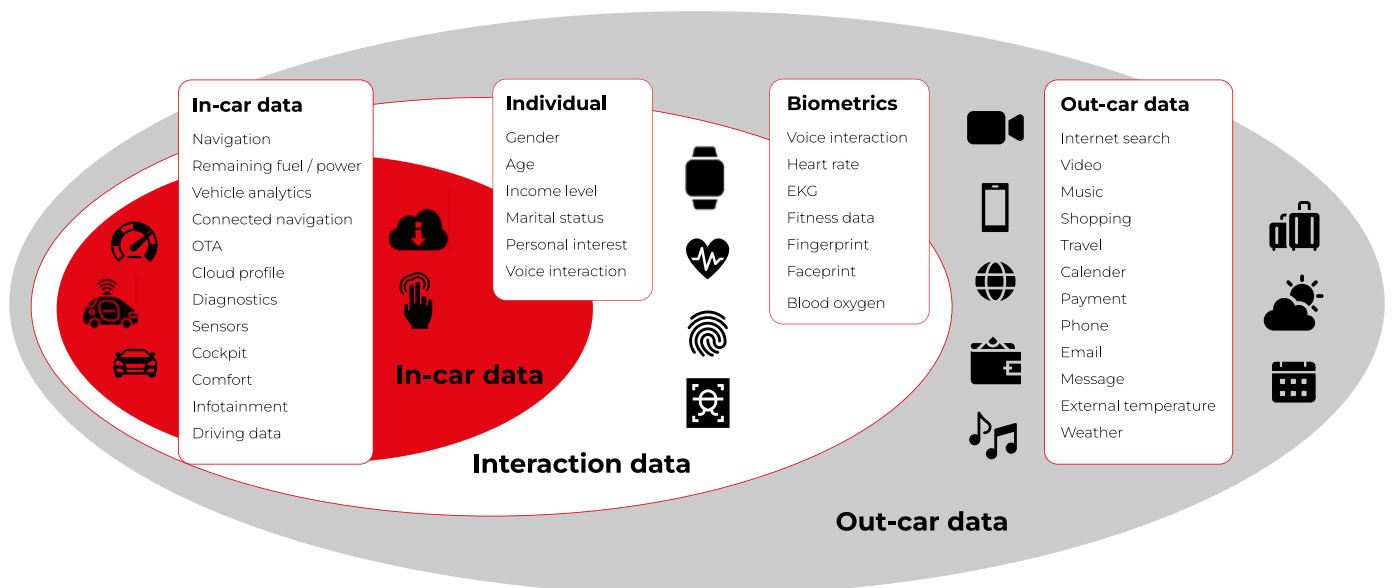 In-car data
Navigation
Remaining fuel / power
Vehicle analytics
Connected navigation
OTA
Cloud profile
Diagnostics
Sensors
Cockpit
Comfort
Infotainment
Driving data
In-car data
Individual
Gender
Age
Income level
Marital status
Personal interest
Voice interaction
Interaction data
Biometrics
Voice interaction
Heart rate
EKG
Fitness data
Fingerprint
Faceprint
Blood oxygen
Out-car data
Internet search
Video
Music
Shopping
Travel
Calender
Payment
Phone
Email
Message
External temperature
Weather
Out-car data